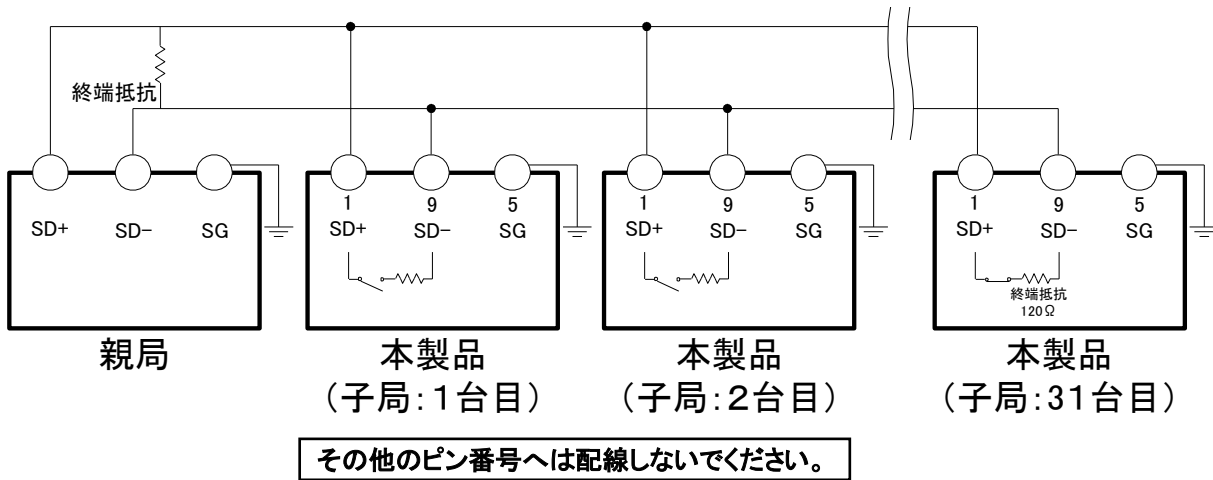 終端抵抗
1 9 5
1 9 5
1 9 5
SD+ SD- SG
SD+ SD- SG
SD+ SD- SG
SD+ SD- SG
終端抵抗
120Ω
親局
本製品
(子局:1台目)
本製品
(子局:2台目)
本製品
(子局:31台目)
その他のピン番号へは配線しないでください。